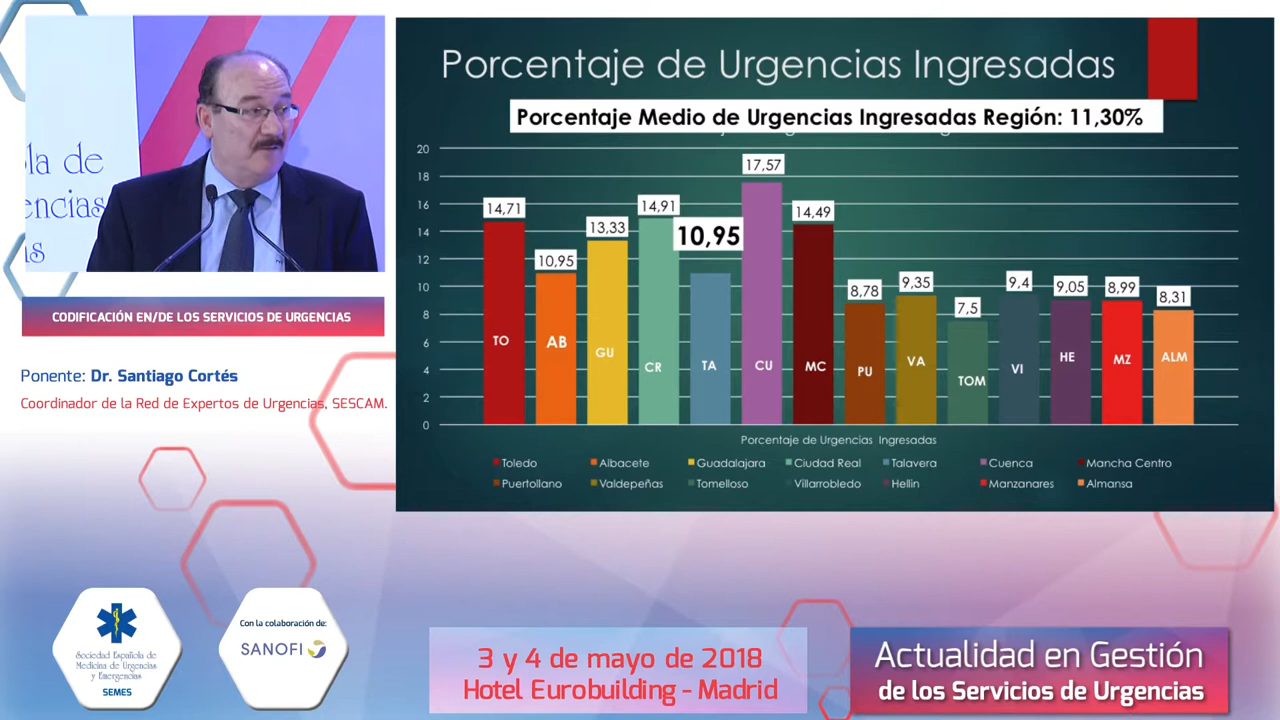 la de
encias
as
CODIFICACIÓN EN/DE LOS SERVICIOS DE URGENCIAS
Ponente: Dr. Santiago Cortés
Coordinador de la Red de Expertos de Urgencias, SESCAM.
Porcentaje de Urgencias Ingresadas
Porcentaje Medio de Urgencias Ingresadas Región: 11,30%
20
18
16
14
12
10
8
6
4
2
0
14,71
10,95
13,33
14,91
10,95
17,57
14,49
8,78
9,35
7,5
9,4
9,05
8,99
8,31
TO
AB
GU
CR
TA
CU
MC
PU
VA
TOM
VI
HE
MZ
ALM
Porcentaje de Urgencias Ingresadas
Toledo Albacete Guadalajara Ciudad Real Talavera Cuenca Mancha Centro
Puertollano Valdepeñas Tomelloso Villarrobledo Hellin Manzanares Almansa
Sociedad Española de
Medicina de Urgencias
y Emergencias
SEMES
Con la colaboración de:
SANOFI
3 y 4 de mayo de 2018
Hotel Eurobuilding - Madrid
Actualidad en Gestión
de los Servicios de Urgencias